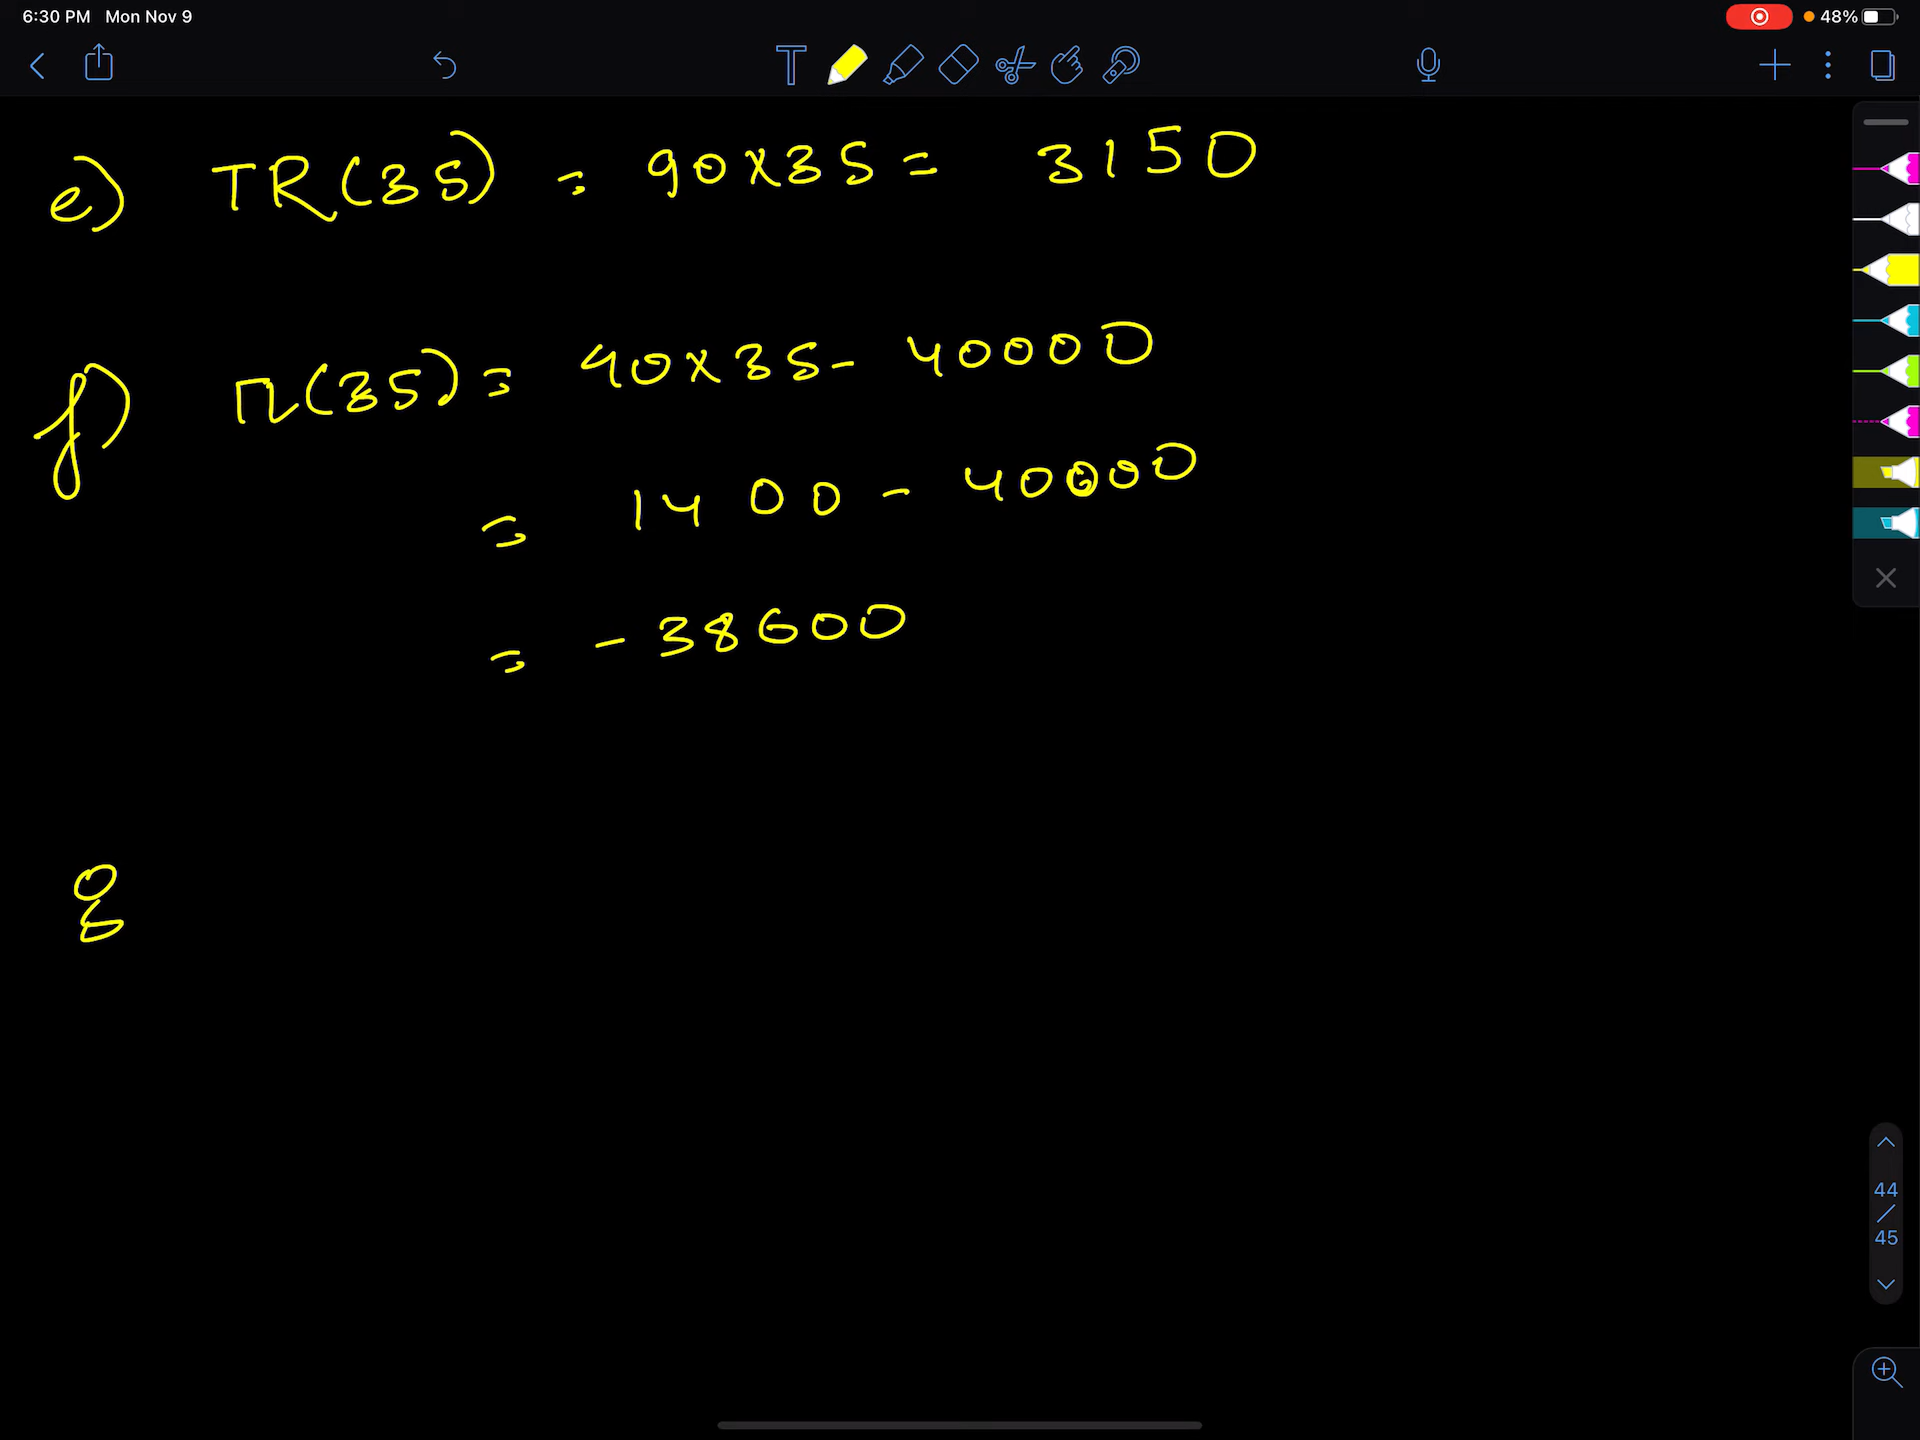 6:30 PM Mon Nov 9
48%
T
e) TR(35) = 90x35 = 3150
f) π(35) = 40x35 - 40000
= 1400 - 40000
= - 38600
g
44
/
45